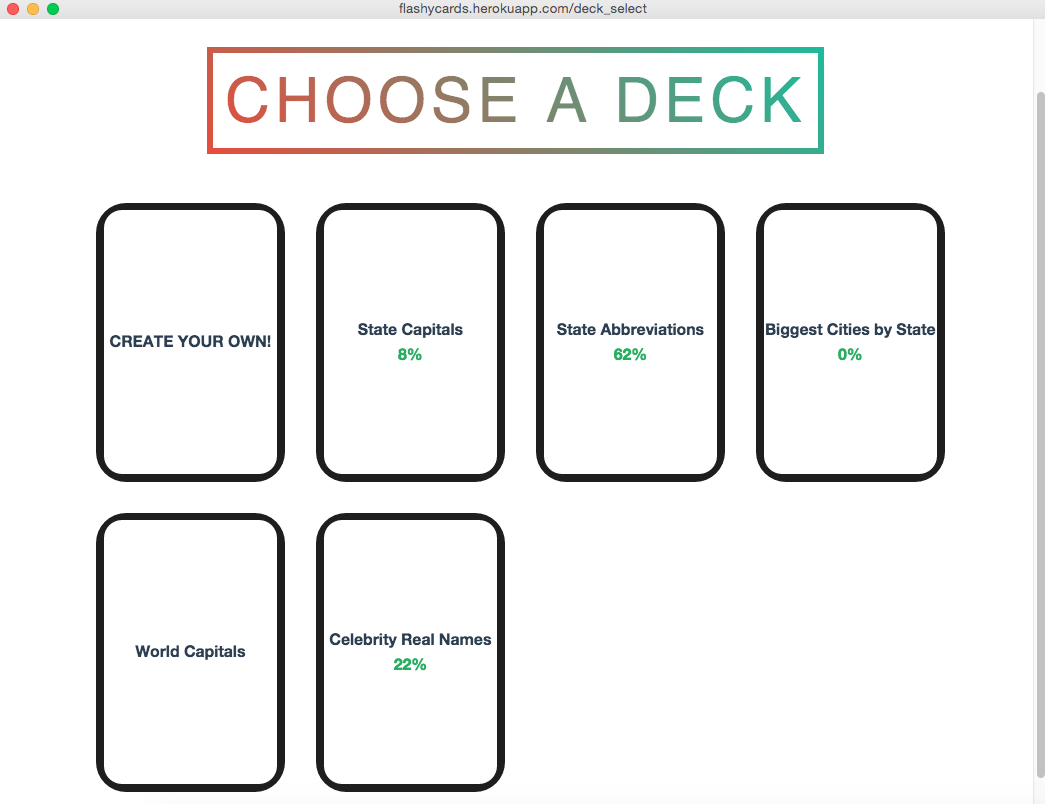 flashycards.herokuapp.com/deck_select
CHOOSE A DECK
CREATE YOUR OWN!
State Capitals
8%
State Abbreviations
62%
Biggest Cities by State
0%
World Capitals
Celebrity Real Names
22%